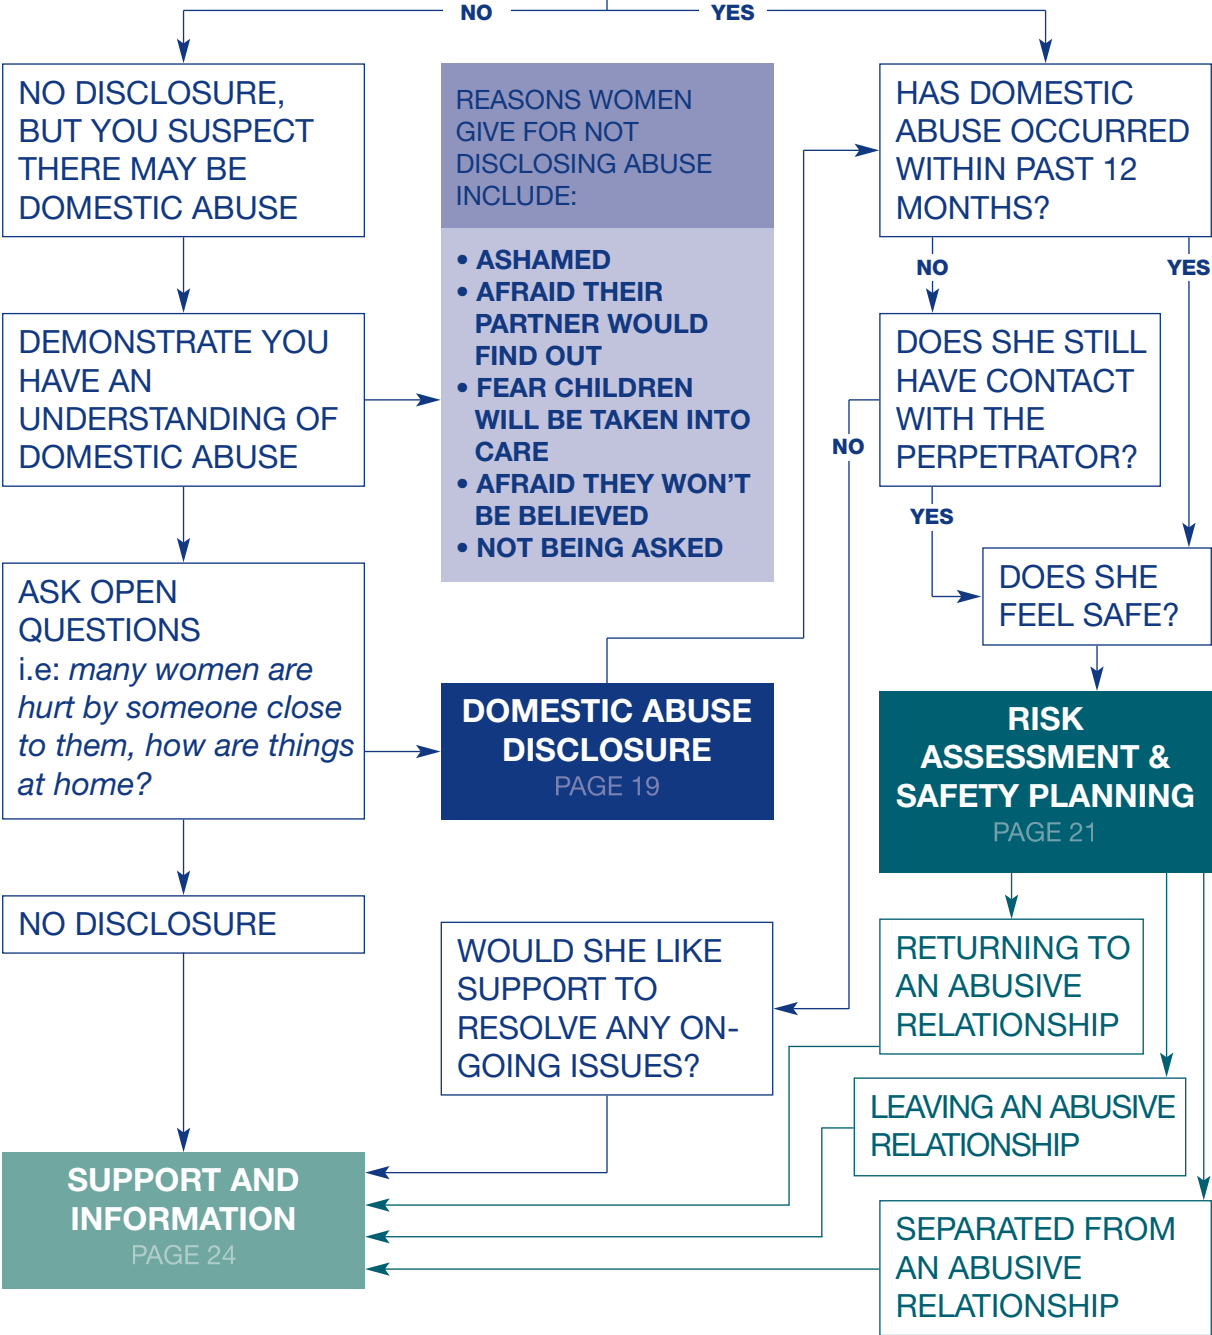 NO
YES
NO DISCLOSURE,
BUT YOU SUSPECT
THERE MAY BE
DOMESTIC ABUSE
DEMONSTRATE YOU
HAVE AN
UNDERSTANDING OF
DOMESTIC ABUSE
ASK OPEN
QUESTIONS
i.e: many women are
hurt by someone close
to them, how are things
at home?
NO DISCLOSURE
SUPPORT AND
INFORMATION
PAGE 24
REASONS WOMEN
GIVE FOR NOT
DISCLOSING ABUSE
INCLUDE:
• ASHAMED
• AFRAID THEIR
PARTNER WOULD
FIND OUT
• FEAR CHILDREN
WILL BE TAKEN INTO
CARE
• AFRAID THEY WON'T
BE BELIEVED
• NOT BEING ASKED
DOMESTIC ABUSE
DISCLOSURE
PAGE 19
WOULD SHE LIKE
SUPPORT TO
RESOLVE ANY ON-
GOING ISSUES?
HAS DOMESTIC
ABUSE OCCURRED
WITHIN PAST 12
MONTHS?
NO
YES
DOES SHE STILL
HAVE CONTACT
WITH THE
PERPETRATOR?
NO
YES
DOES SHE
FEEL SAFE?
RISK
ASSESSMENT &
SAFETY PLANNING
PAGE 21
RETURNING TO
AN ABUSIVE
RELATIONSHIP
LEAVING AN ABUSIVE
RELATIONSHIP
SEPARATED FROM
AN ABUSIVE
RELATIONSHIP